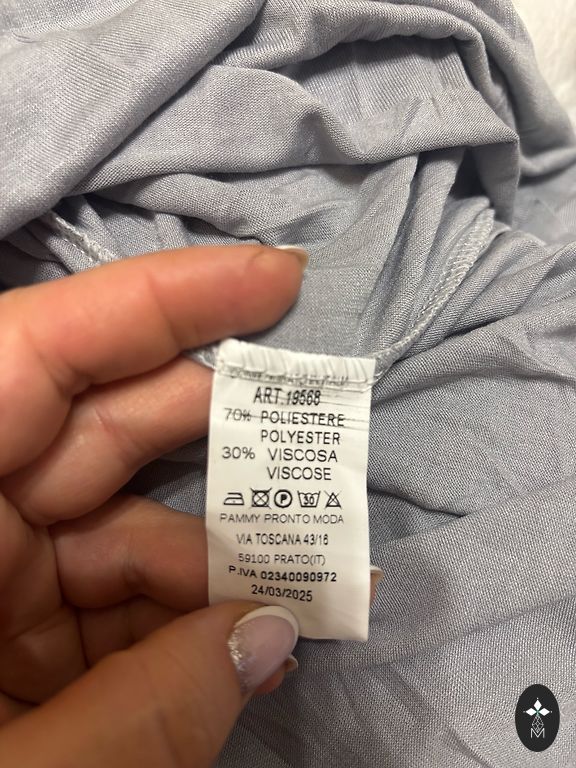 ART.19568
70% POLIESTERE
POLYESTER
30% VISCOSA
VISCOSE
P 30
PAMMY PRONTO MODA
VIA TOSCANA 43/16
59100 PRATO(IT)
P.IVA 02340090972
24/03/2025
M